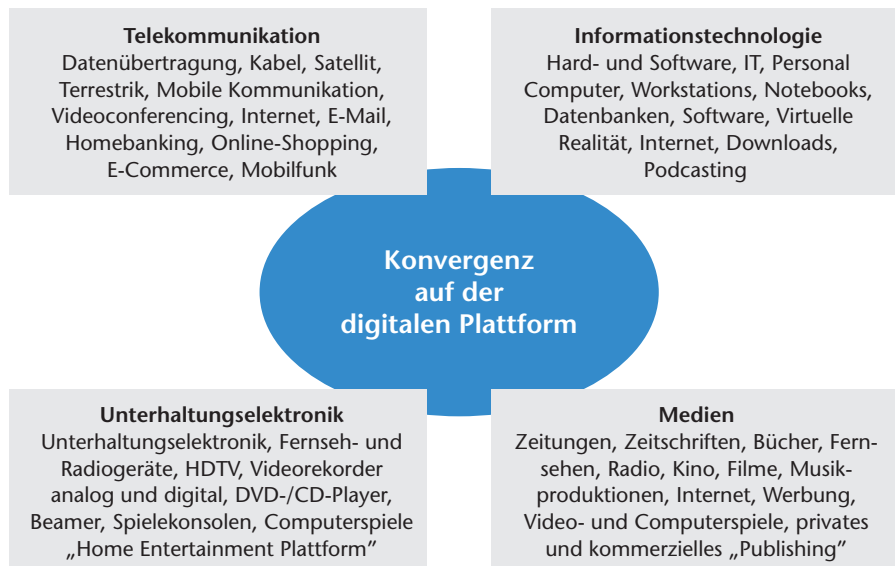 Telekommunikation
Datenübertragung, Kabel, Satellit,
Terrestrik, Mobile Kommunikation,
Videoconferencing, Internet, E-Mail,
Homebanking, Online-Shopping,
E-Commerce, Mobilfunk
Informationstechnologie
Hard- und Software, IT, Personal
Computer, Workstations, Notebooks,
Datenbanken, Software, Virtuelle
Realität, Internet, Downloads,
Podcasting
Konvergenz
auf der
digitalen Plattform
Unterhaltungselektronik
Unterhaltungselektronik, Fernseh- und
Radiogeräte, HDTV, Videorekorder
analog und digital, DVD-/CD-Player,
Beamer, Spielekonsolen, Computerspiele
„Home Entertainment Plattform”
Medien
Zeitungen, Zeitschriften, Bücher, Fern-
sehen, Radio, Kino, Filme, Musik-
produktionen, Internet, Werbung,
Video- und Computerspiele, privates
und kommerzielles „Publishing”